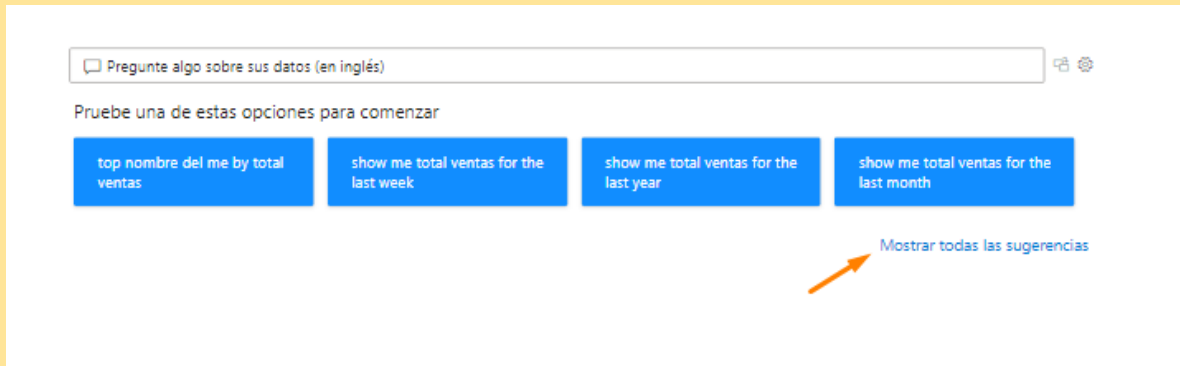 Pregunte algo sobre sus datos (en inglés)
Pruebe una de estas opciones para comenzar
top nombre del me by total
ventas
show me total ventas for the
last week
show me total ventas for the
last year
show me total ventas for the
last month
Mostrar todas las sugerencias